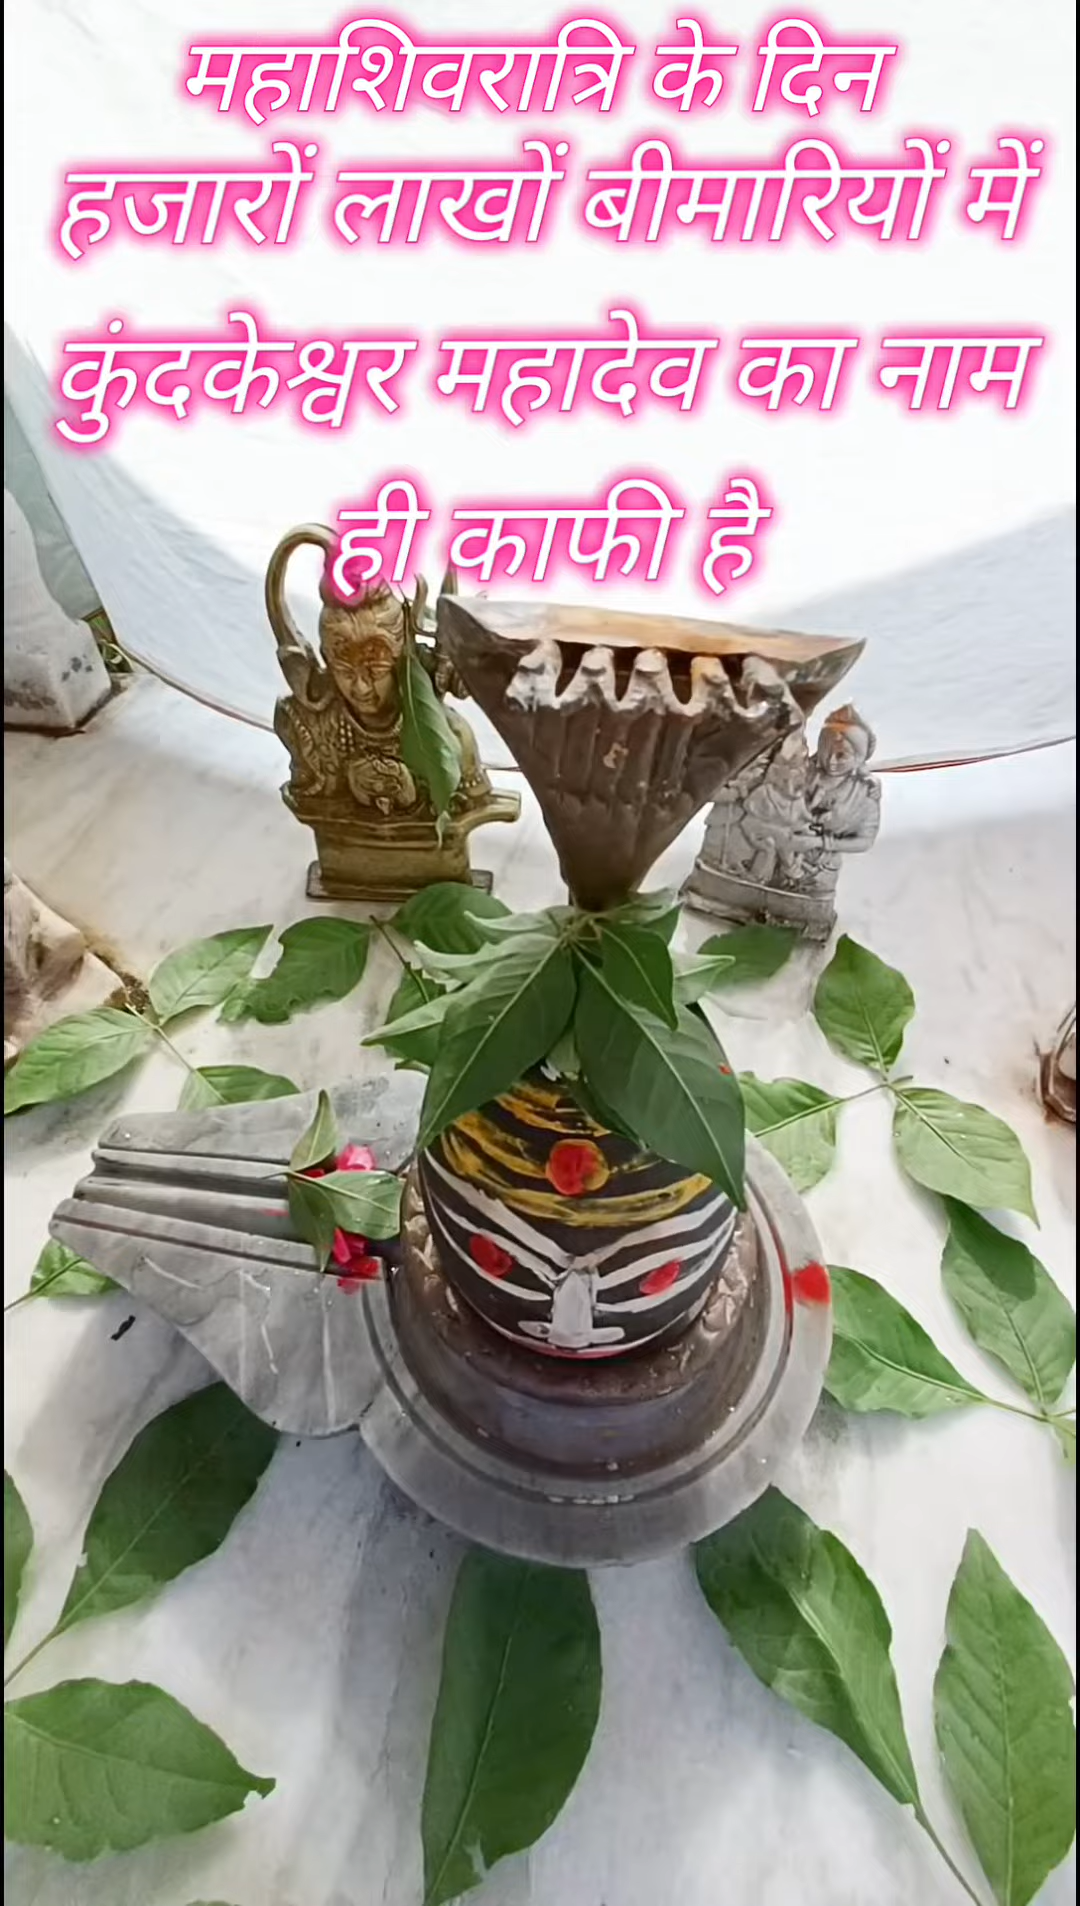 महाशिवरात्रि के दिन
हजारों लाखों बीमारियों में
कुंदकेश्वर महादेव का नाम
ही काफी है